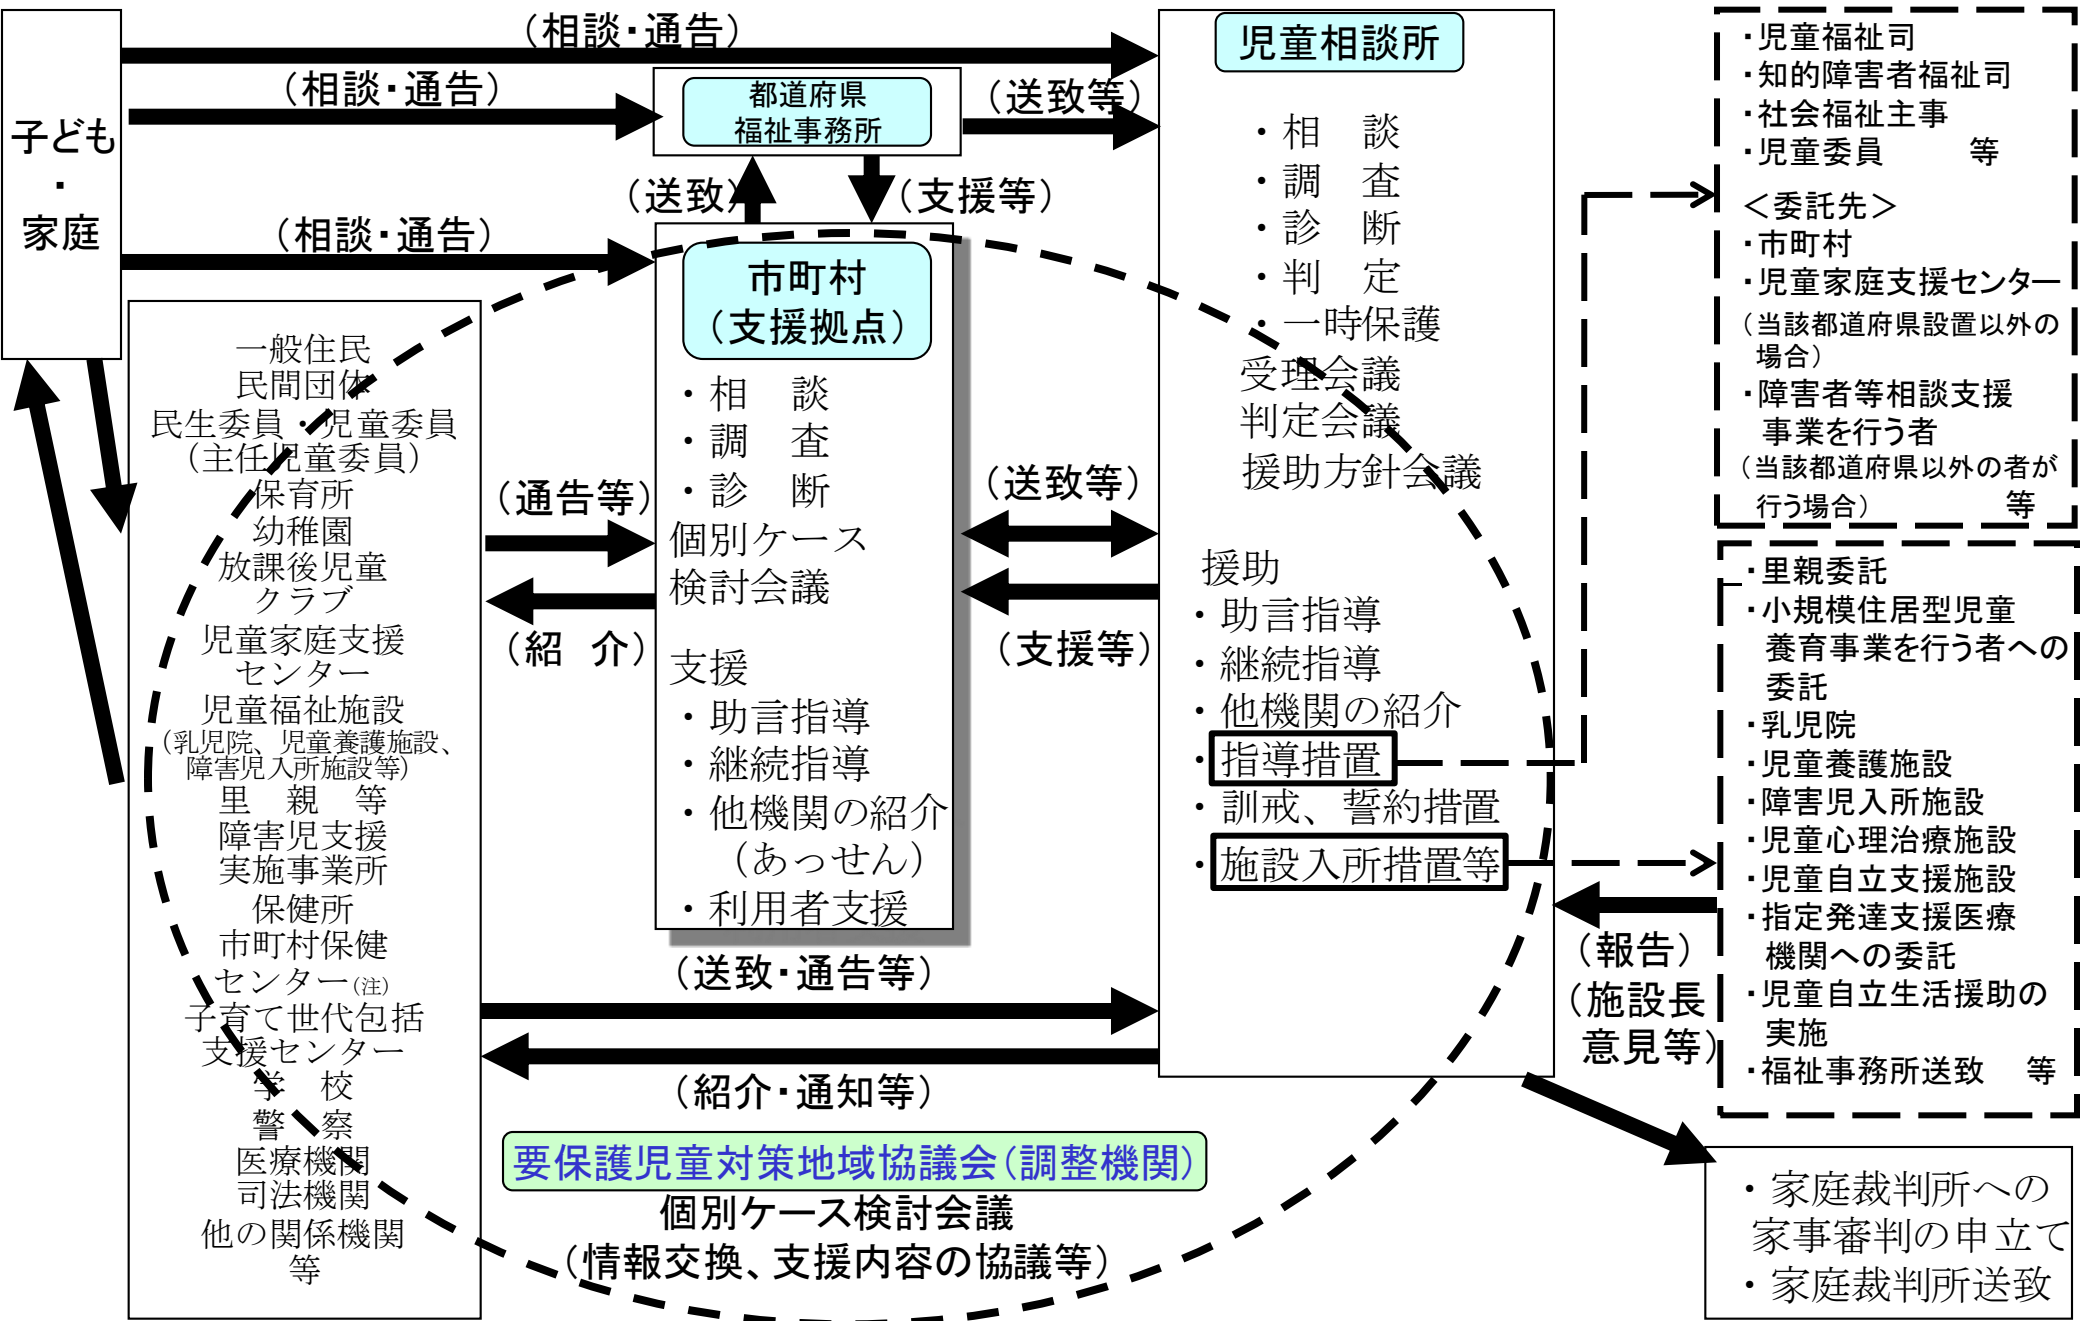 (相談・通告)
(相談・通告)
(相談・通告)
子ども
・
家庭
都道府県
福祉事務所
(送致等)
(送致)
(支援等)
一般住民
民間団体
民生委員・児童委員
(主任児童委員)
保育所
幼稚園
放課後児童
クラブ
児童家庭支援
センター
児童福祉施設
(乳児院、児童養護施設、
障害児入所施設等)
里　親　等
障害児支援
実施事業所
保健所
市町村保健
センター(注)
子育て世代包括
支援センター
学　校
警　察
医療機関
司法機関
他の関係機関
等
(通告等)
(紹　介)
市町村
(支援拠点)
・相　談
・調　査
・診　断
個別ケース
検討会議
支援
・助言指導
・継続指導
・他機関の紹介
(あっせん)
・利用者支援
(送致等)
(支援等)
(送致・通告等)
(紹介・通知等)
要保護児童対策地域協議会(調整機関)
個別ケース検討会議
(情報交換、支援内容の協議等)
児童相談所
・相　談
・調　査
・診　断
・判　定
・一時保護
受理会議
判定会議
援助方針会議
援助
・助言指導
・継続指導
・他機関の紹介
・指導措置
・訓戒、誓約措置
・施設入所措置等
(報告)
(施設長
意見等)
・児童福祉司
・知的障害者福祉司
・社会福祉主事
・児童委員　　等
<委託先>
・市町村
・児童家庭支援センター
(当該都道府県設置以外の
場合)
・障害者等相談支援
事業を行う者
(当該都道府県以外の者が
行う場合)　　　　等
・里親委託
・小規模住居型児童
養育事業を行う者への
委託
・乳児院
・児童養護施設
・障害児入所施設
・児童心理治療施設
・児童自立支援施設
・指定発達支援医療
機関への委託
・児童自立生活援助の
実施
・福祉事務所送致　等
・家庭裁判所への
家事審判の申立て
・家庭裁判所送致